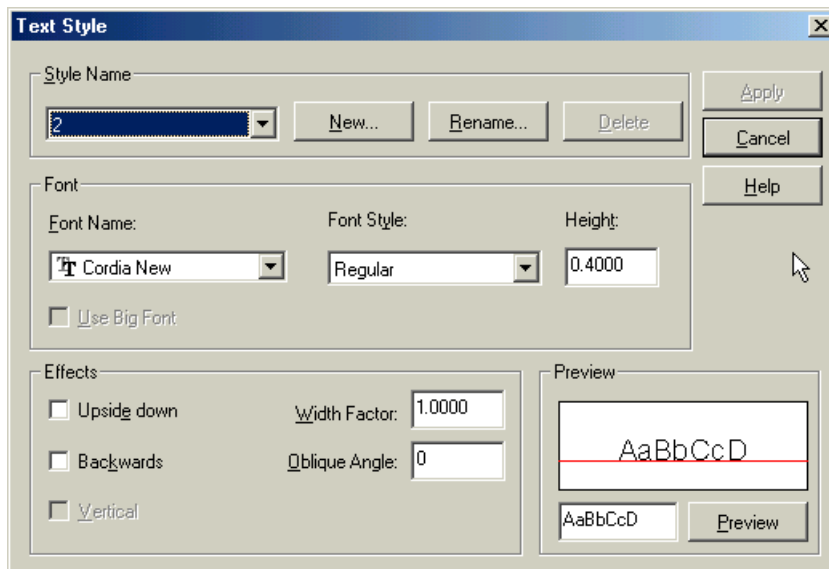 Text Style
Style Name
2
New...
Rename...
Delete
Apply
Cancel
Help
Font
Font Name:
Font Style:
Height:
Cordia New
Regular
0.4000
Use Big Font
Effects
Upside down
Width Factor:
1.0000
Backwards
Oblique Angle:
0
Vertical
Preview
AaBbCcD
AaBbCcD
Preview